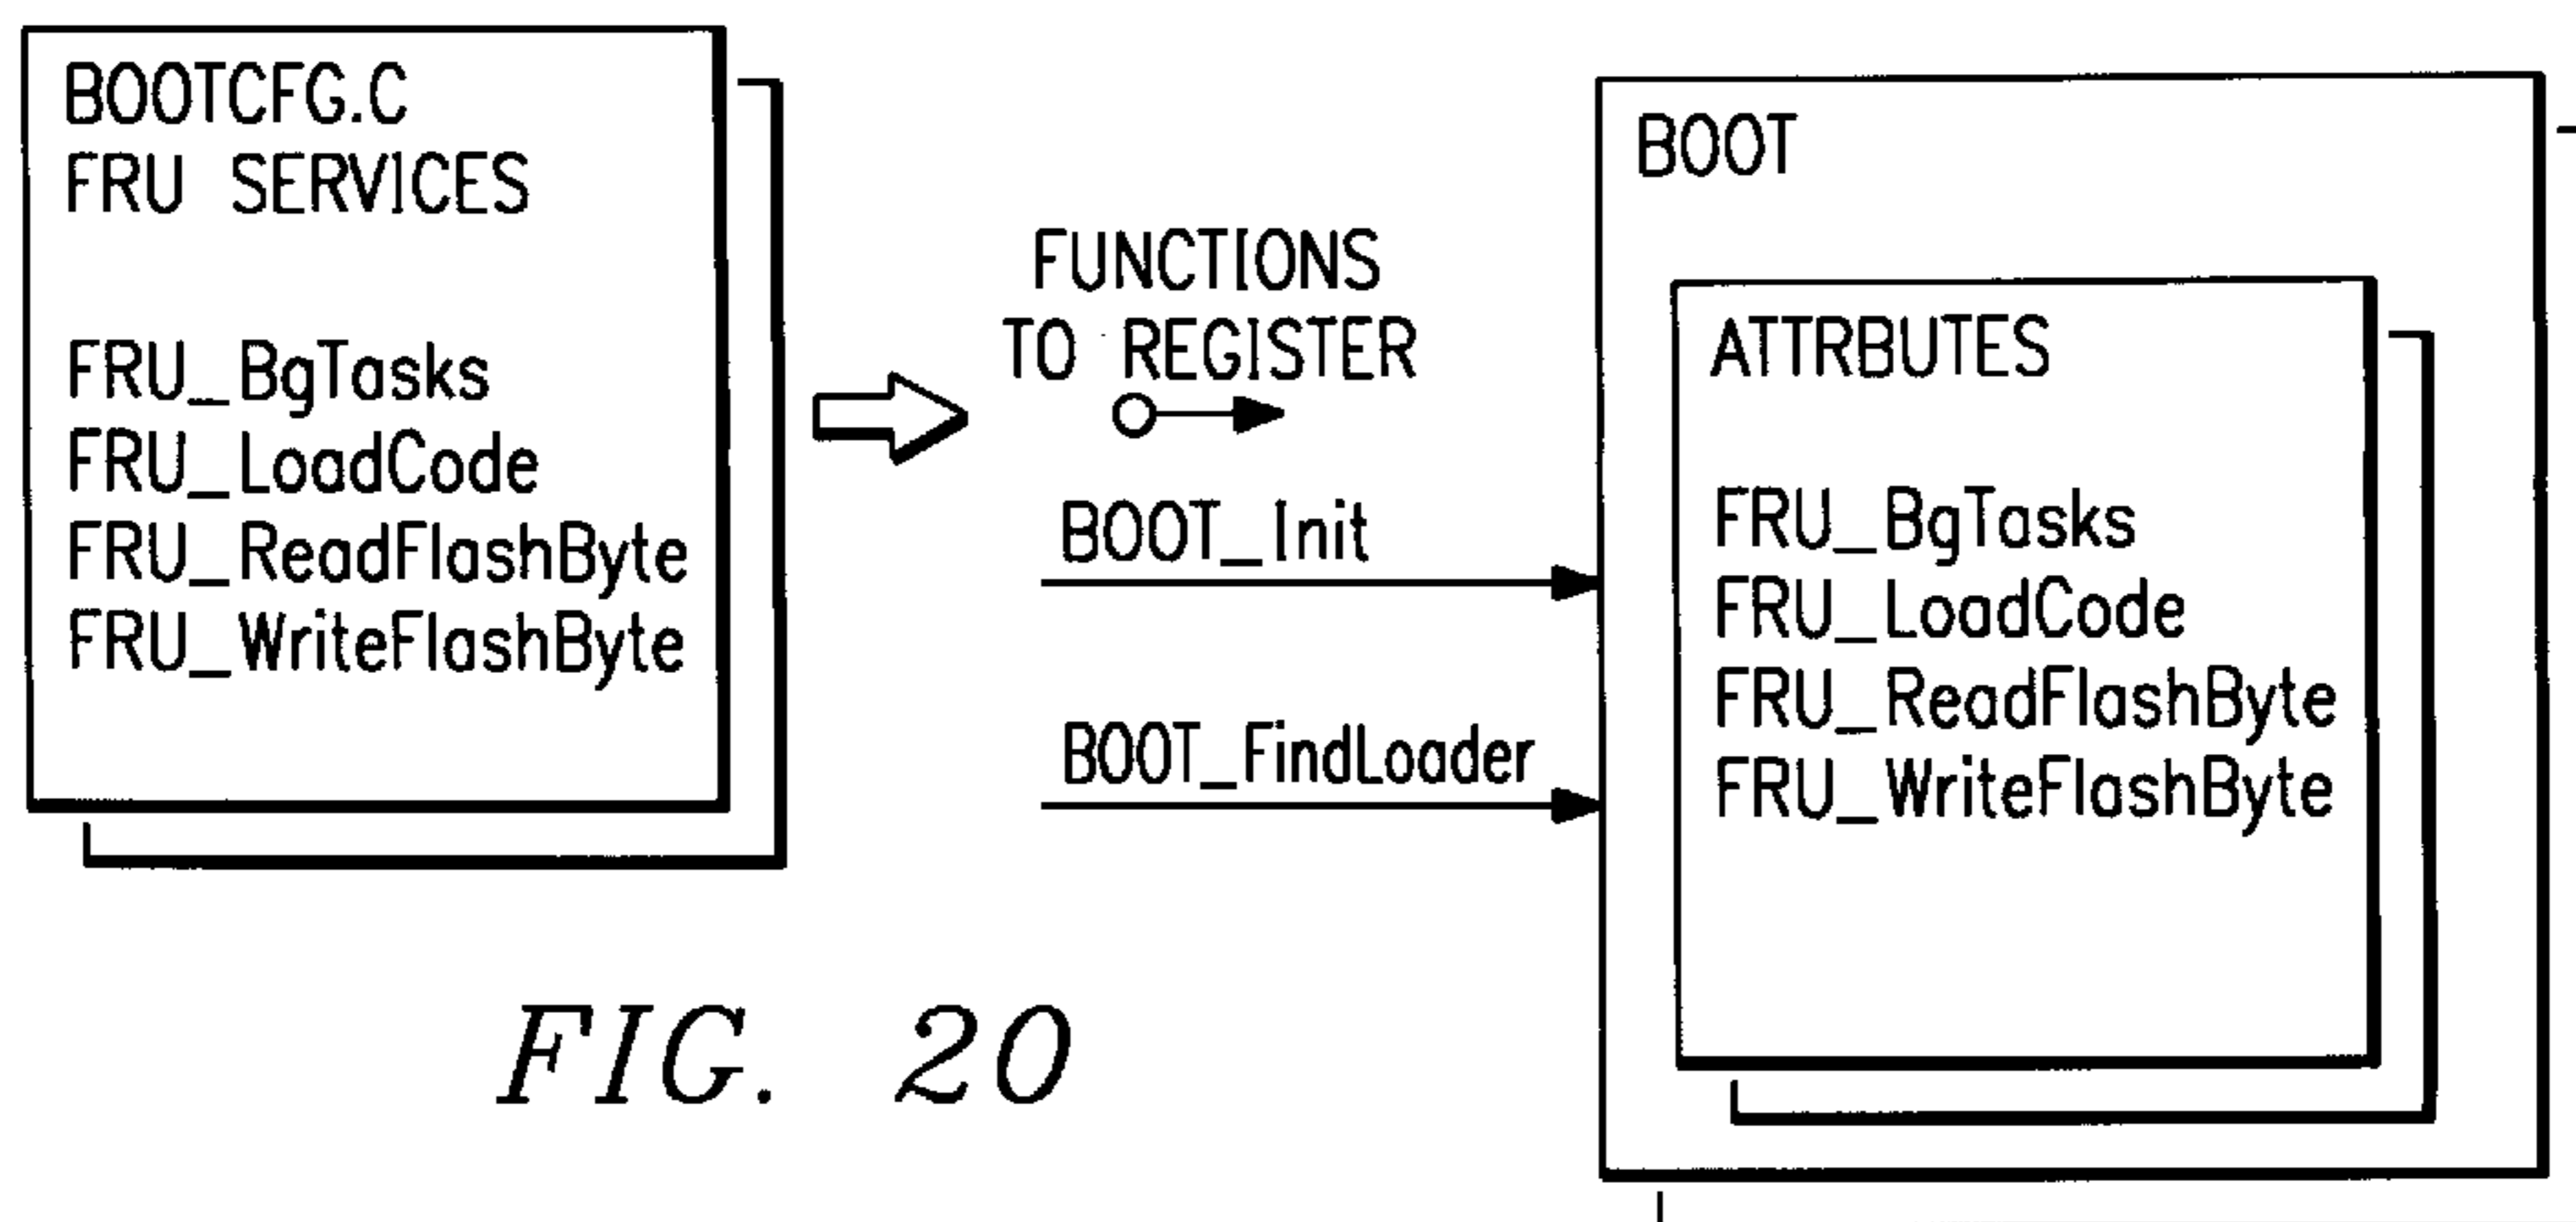 BOOTCFG.C
FRU SERVICES
FRU_BgTasks
FRU_LoadCode
FRU_ReadFlashByte
FRU_WriteFlashByte
FUNCTIONS
TO REGISTER
BOOT_Init
BOOT_FindLoader
BOOT
ATTRBUTES
FRU_BgTasks
FRU_LoadCode
FRU_ReadFlashByte
FRU_WriteFlashByte
FIG. 20